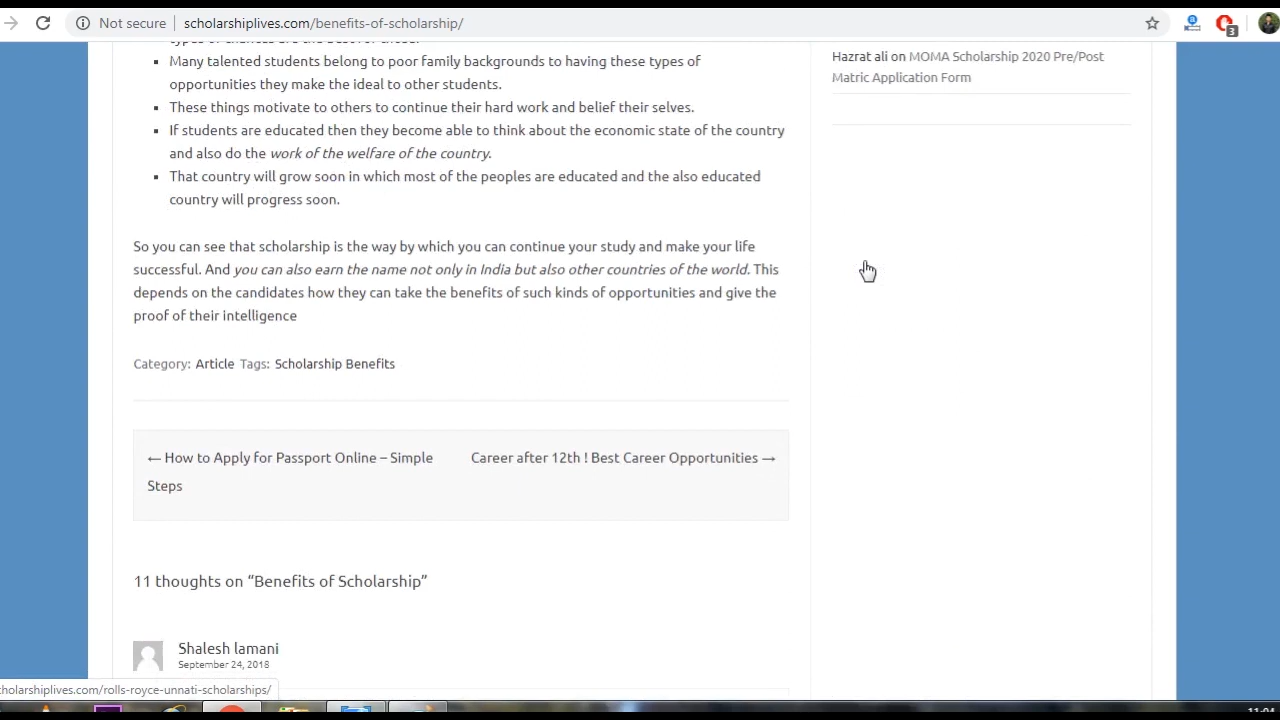 Not secure
scholarshiplives.com/benefits-of-scholarship/
3
Many talented students belong to poor family backgrounds to having these types of
opportunities they make the ideal to other students.
These things motivate to others to continue their hard work and belief their selves.
If students are educated then they become able to think about the economic state of the country
and also do the work of the welfare of the country.
That country will grow soon in which most of the peoples are educated and the also educated
country will progress soon.
So you can see that scholarship is the way by which you can continue your study and make your life
successful. And you can also earn the name not only in India but also other countries of the world. This
depends on the candidates how they can take the benefits of such kinds of opportunities and give the
proof of their intelligence
Category: Article Tags: Scholarship Benefits
← How to Apply for Passport Online – Simple
Steps
Career after 12th ! Best Career Opportunities →
11 thoughts on “Benefits of Scholarship”
Shalesh lamani
September 24, 2018
Hazrat ali on MOMA Scholarship 2020 Pre/Post
Matric Application Form
cholarshiplives.com/rolls-royce-unnati-scholarships/
11:04